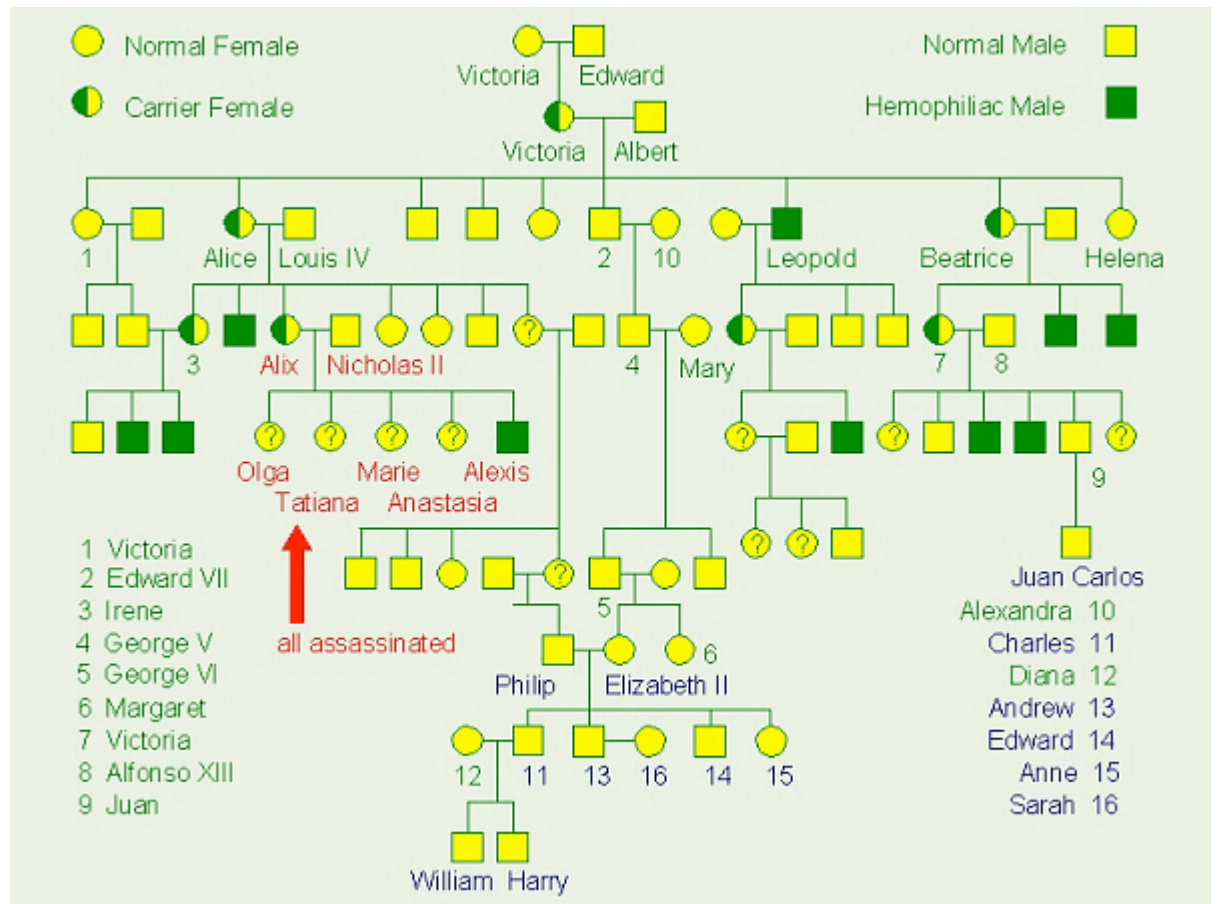 Normal Female
Normal Male
Victoria Edward
Carrier Female
Hemophiliac Male
Victoria Albert
1 Alice Louis IV 2 10 Leopold Beatrice Helena
3 Alix Nicholas II 4 Mary 7 8
? 
? ? ? ? ? ? ?
Olga Marie Alexis 9
Tatiana Anastasia
? ?
?
1 Victoria
2 Edward VII
3 Irene
4 George V
5 George VI
6 Margaret
7 Victoria
8 Alfonso XIII
9 Juan
all assassinated
5
6
Philip Elizabeth II
12 11 13 16 14 15
William Harry
Juan Carlos
Alexandra 10
Charles 11
Diana 12
Andrew 13
Edward 14
Anne 15
Sarah 16